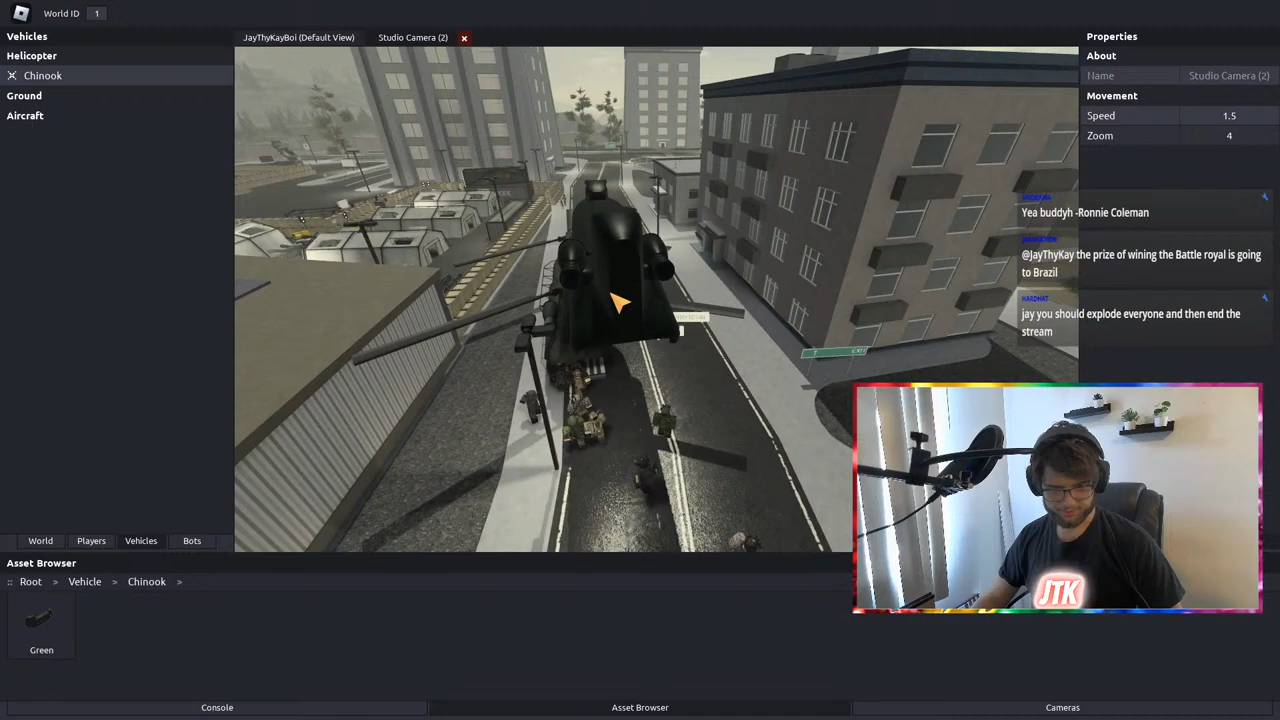 World ID 1
Vehicles
Helicopter
Chinook
Ground
Aircraft
World Players Vehicles Bots
JayThyKayBoi (Default View) Studio Camera (2)
Properties
About
Name Studio Camera (2)
Movement
Speed 1.5
Zoom 4
Yea buddyh -Ronnie Coleman
@JayThyKay the prize of wining the Battle royal is going
to Brazil
HARDHAT
jay you should explode everyone and then end the
stream
JTK
Asset Browser
Root > Vehicle > Chinook >
Green
Console Asset Browser Cameras